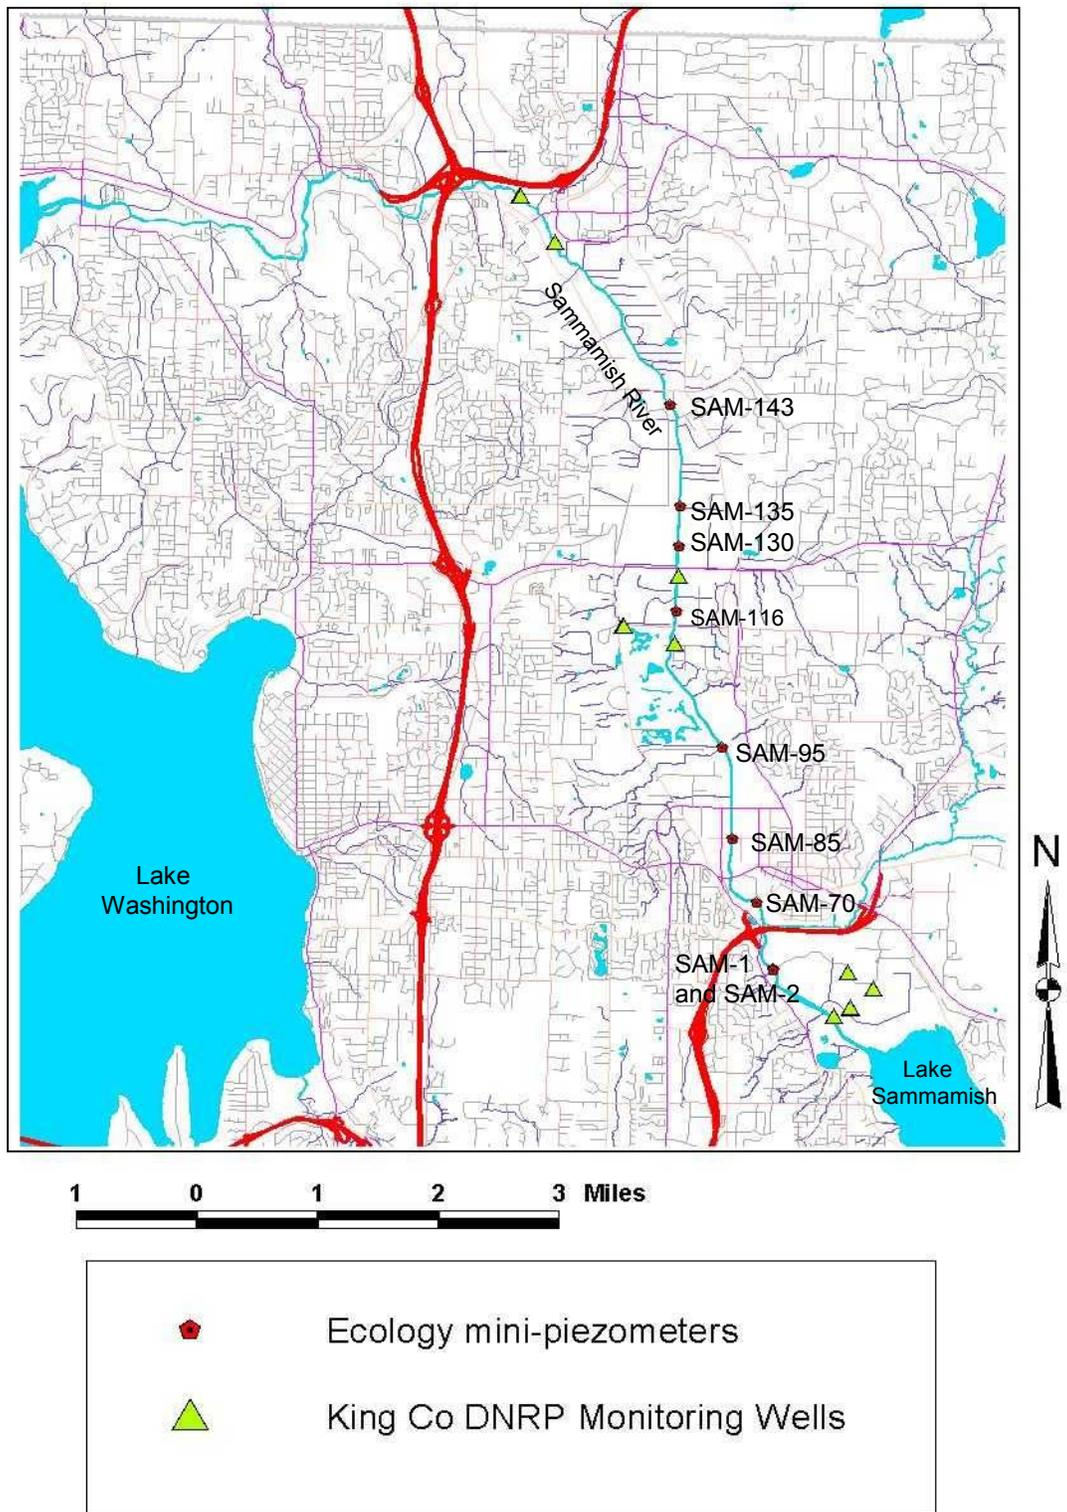 Sammamish River
SAM-143
SAM-135
SAM-130
SAM-116
SAM-95
SAM-85
SAM-70
SAM-1
and SAM-2
Lake
Washington
Lake
Sammamish
N
1 0 1 2 3 Miles
Ecology mini-piezometers
King Co DNRP Monitoring Wells